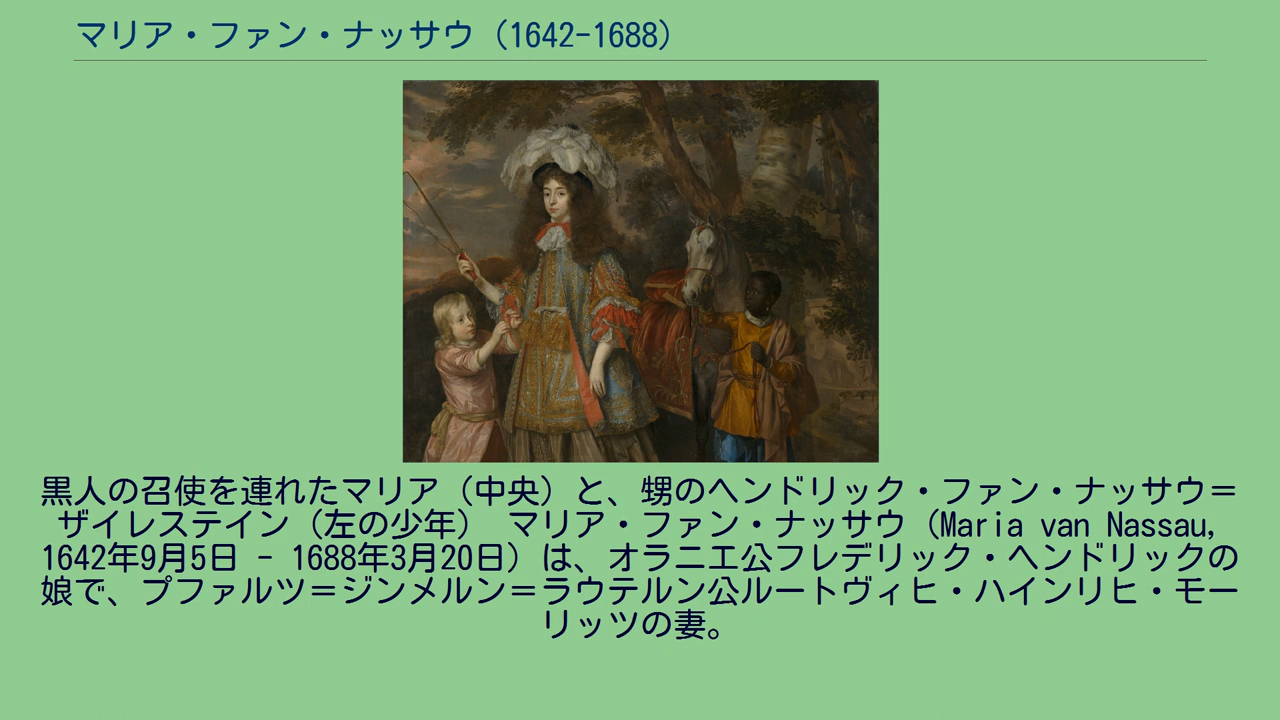 マリア・ファン・ナッサウ（1642-1688）
黒人の召使を連れたマリア（中央）と、甥のヘンドリック・ファン・ナッサウ＝
ザイレステイン（左の少年）　マリア・ファン・ナッサウ（Maria van Nassau,
1642年9月5日 - 1688年3月20日）は、オラニエ公フレデリック・ヘンドリックの
娘で、プファルツ＝ジンメルン＝ラウテルン公ルートヴィヒ・ハインリヒ・モー
リッツの妻。